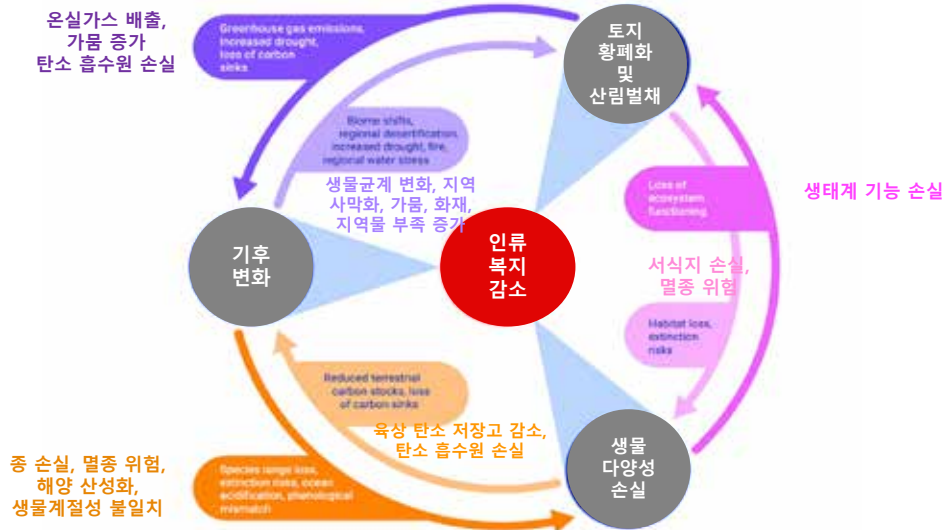 온실가스 배출,
가뭄 증가
탄소 흡수원 손실
Greenhouse gas emissions,
increased drought,
loss of carbon
sinks
토지
황폐화
및
산림벌채
Biome shifts,
regional desertification,
increased drought, fire,
regional water stress
생물균계 변화, 지역
사막화, 가뭄, 화재,
지역물 부족 증가
Loss of
ecosystem
functioning
생태계 기능 손실
기후
변화
인류
복지
감소
서식지 손실,
멸종 위험
Habitat loss,
extinction
risks
Reduced terrestrial
carbon stocks, loss
of carbon sinks
육상 탄소 저장고 감소,
탄소 흡수원 손실
생물
다양성
손실
종 손실, 멸종 위험,
해양 산성화,
생물계절성 불일치
Species range loss,
extinction risks, ocean
acidification, phenological
mismatch